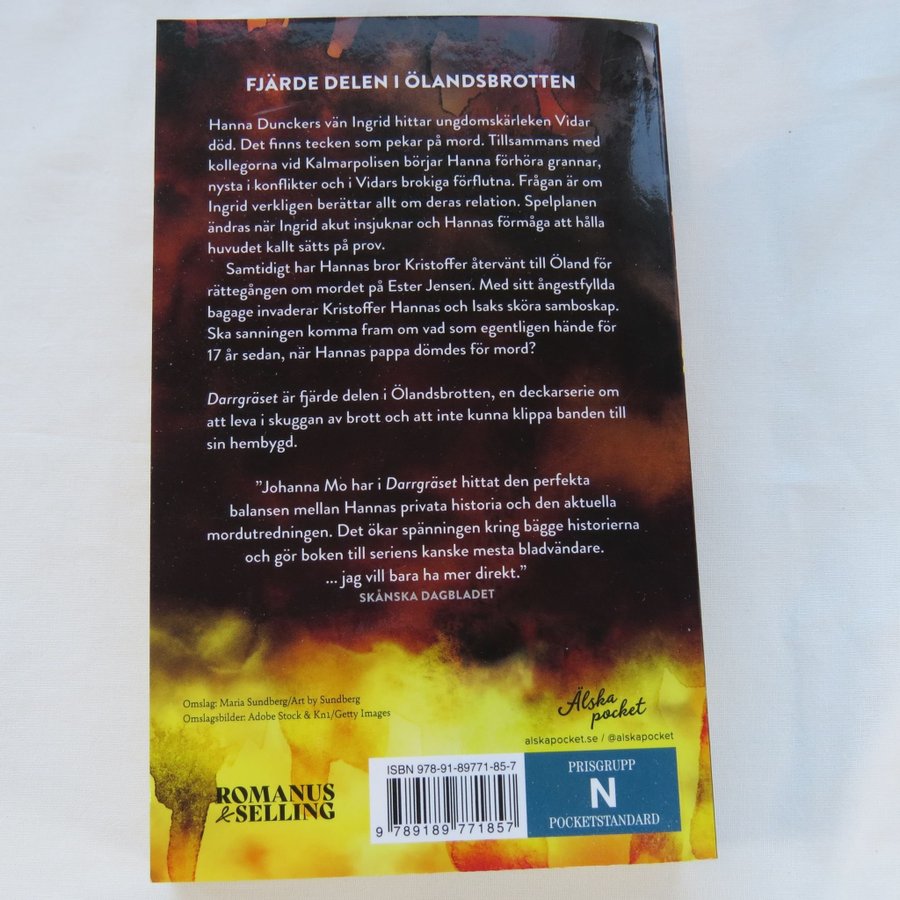 FJÄRDE DELEN I ÖLANDSBROTTEN
Hanna Dunckers vän Ingrid hittar ungdomskärleken Vidar
död. Det finns tecken som pekar på mord. Tillsammans med
kollegorna vid Kalmarpolisen börjar Hanna förhöra grannar,
nysta i konflikter och i Vidars brokiga förflutna. Frågan är om
Ingrid verkligen berättar allt om deras relation. Spelplanen
ändras när Ingrid akut insjuknar och Hannas förmåga att hålla
huvudet kallt sätts på prov.
Samtidigt har Hannas bror Kristoffer återvänt till Öland för
rättegången om mordet på Ester Jensen. Med sitt ångestfyllda
bagage invaderar Kristoffer Hannas och Isaks sköra samboskap.
Ska sanningen komma fram om vad som egentligen hände för
17 år sedan, när Hannas pappa dömdes för mord?
Darrgräset är fjärde delen i Ölandsbrotten, en deckarserie om
att leva i skuggan av brott och att inte kunna klippa banden till
sin hembygd.
”Johanna Mo har i Darrgräset hittat den perfekta
balansen mellan Hannas privata historia och den aktuella
mordutredningen. Det ökar spänningen kring bägge historierna
och gör boken till seriens kanske mesta bladvändare.
... jag vill bara ha mer direkt.”
SKÅNSKA DAGBLADET
Omslag: Maria Sundberg/Art by Sundberg
Omslagsbilder: Adobe Stock & Kn1/Getty Images
Älska
pocket
alskapocket.se / @alskapocket
ROMANUS
& SELLING
ISBN 978-91-89771-85-7
9 789189 771857
PRISGRUPP
N
POCKETSTANDARD